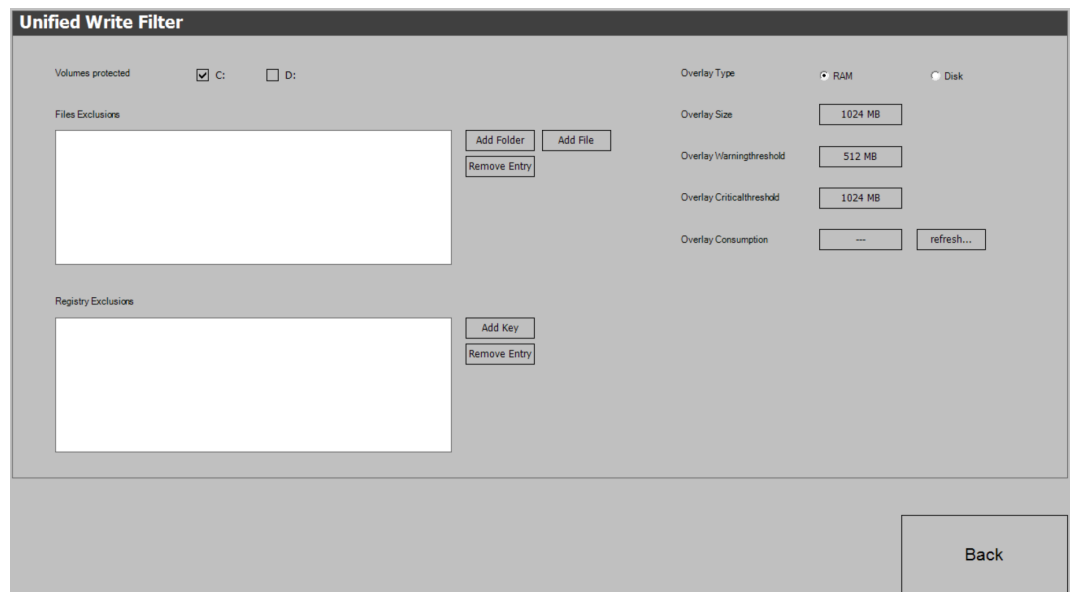 Unified Write Filter
Volumes protected C: D:
Files Exclusions
Add Folder Add File
Remove Entry
Registry Exclusions
Add Key
Remove Entry
Overlay Type RAM Disk
Overlay Size 1024 MB
Overlay Warningthreshold 512 MB
Overlay Criticalthreshold 1024 MB
Overlay Consumption --- refresh...
Back